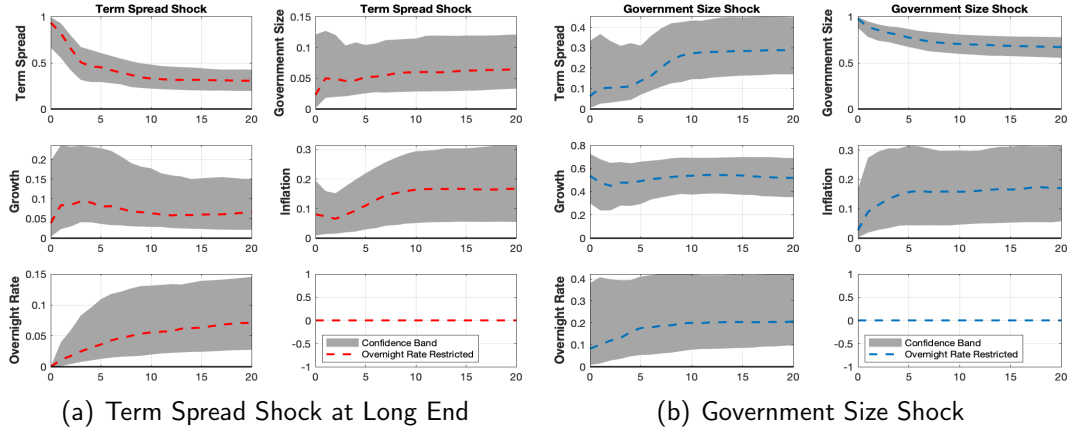 Term Spread Shock
Term Spread
1
0.5
0
0 5 10 15 20
Term Spread Shock
Government Size
0.15
0.1
0.05
0
0 5 10 15 20
Growth
0.2
0.15
0.1
0.05
0
0 5 10 15 20
Inflation
0.3
0.2
0.1
0
0 5 10 15 20
Overnight Rate
0.15
0.1
0.05
0
0 5 10 15 20
1
0.5
0
-0.5
-1
0 5 10 15 20
Confidence Band
Overnight Rate Restricted
(a) Term Spread Shock at Long End
Government Size Shock
Term Spread
0.4
0.3
0.2
0.1
0
0 5 10 15 20
Government Size Shock
Government Size
1
0.5
0
0 5 10 15 20
Growth
0.8
0.6
0.4
0.2
0
0 5 10 15 20
Inflation
0.3
0.2
0.1
0
0 5 10 15 20
Overnight Rate
0.4
0.3
0.2
0.1
0
0 5 10 15 20
1
0.5
0
-0.5
-1
0 5 10 15 20
Confidence Band
Overnight Rate Restricted
(b) Government Size Shock